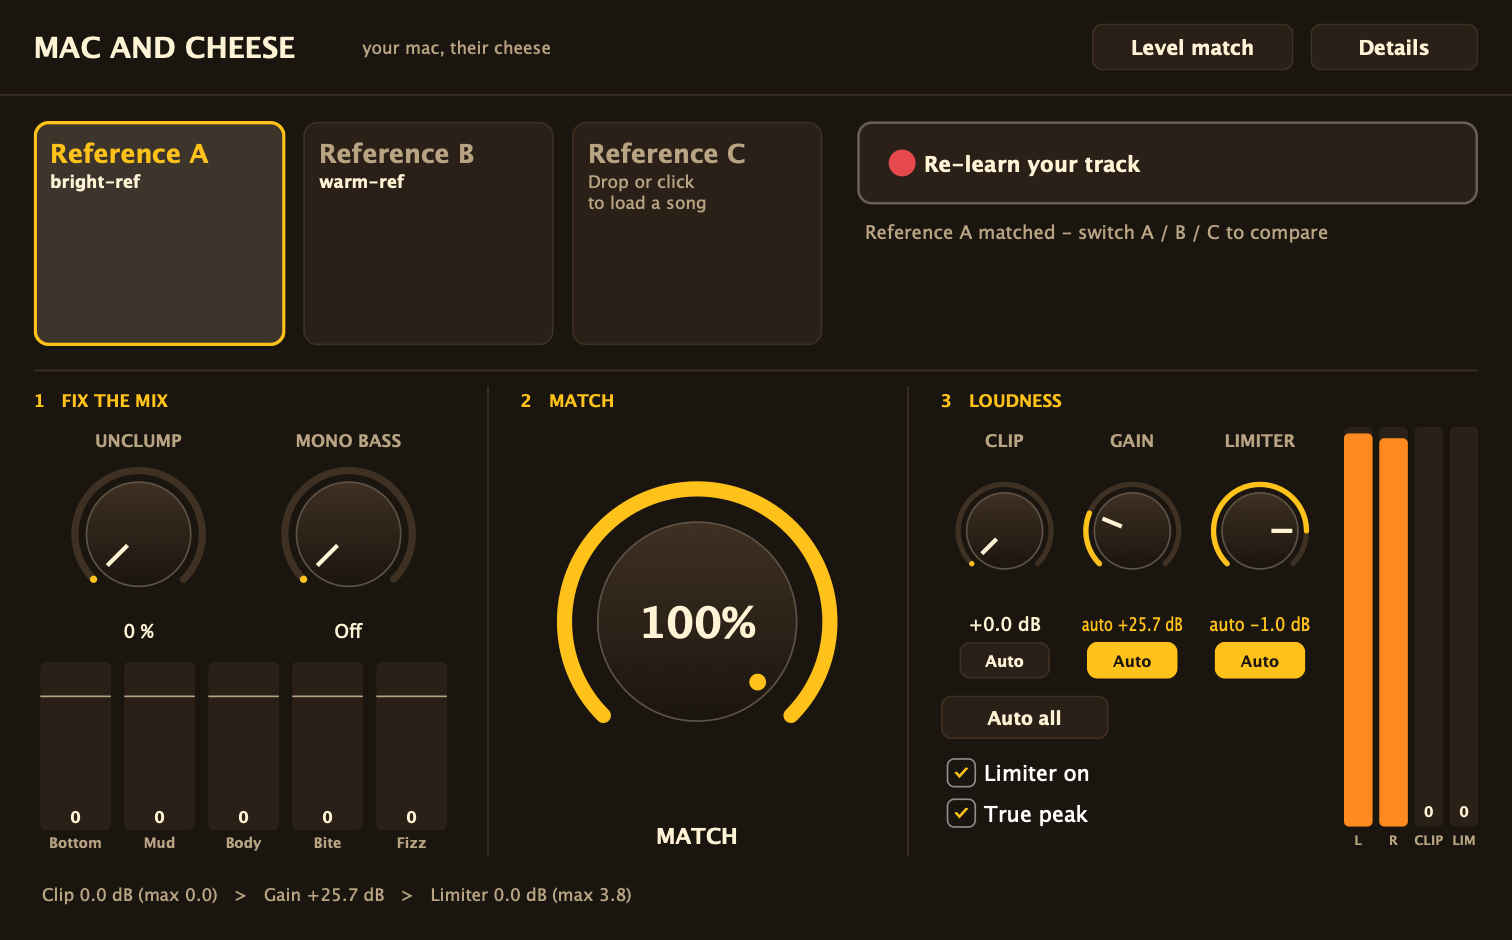 MAC AND CHEESE
your mac, their cheese
Level match
Details
Reference A
bright-ref
Reference B
warm-ref
Reference C
Drop or click
to load a song
Re-learn your track
Reference A matched – switch A / B / C to compare
1 FIX THE MIX
UNCLUMP
MONO BASS
0 %
Off
0
0
0
0
0
Bottom
Mud
Body
Bite
Fizz
2 MATCH
100%
MATCH
3 LOUDNESS
CLIP
GAIN
LIMITER
+0.0 dB
auto +25.7 dB
auto -1.0 dB
Auto
Auto
Auto
Auto all
Limiter on
True peak
0
0
L
R
CLIP
LIM
Clip 0.0 dB (max 0.0) > Gain +25.7 dB > Limiter 0.0 dB (max 3.8)